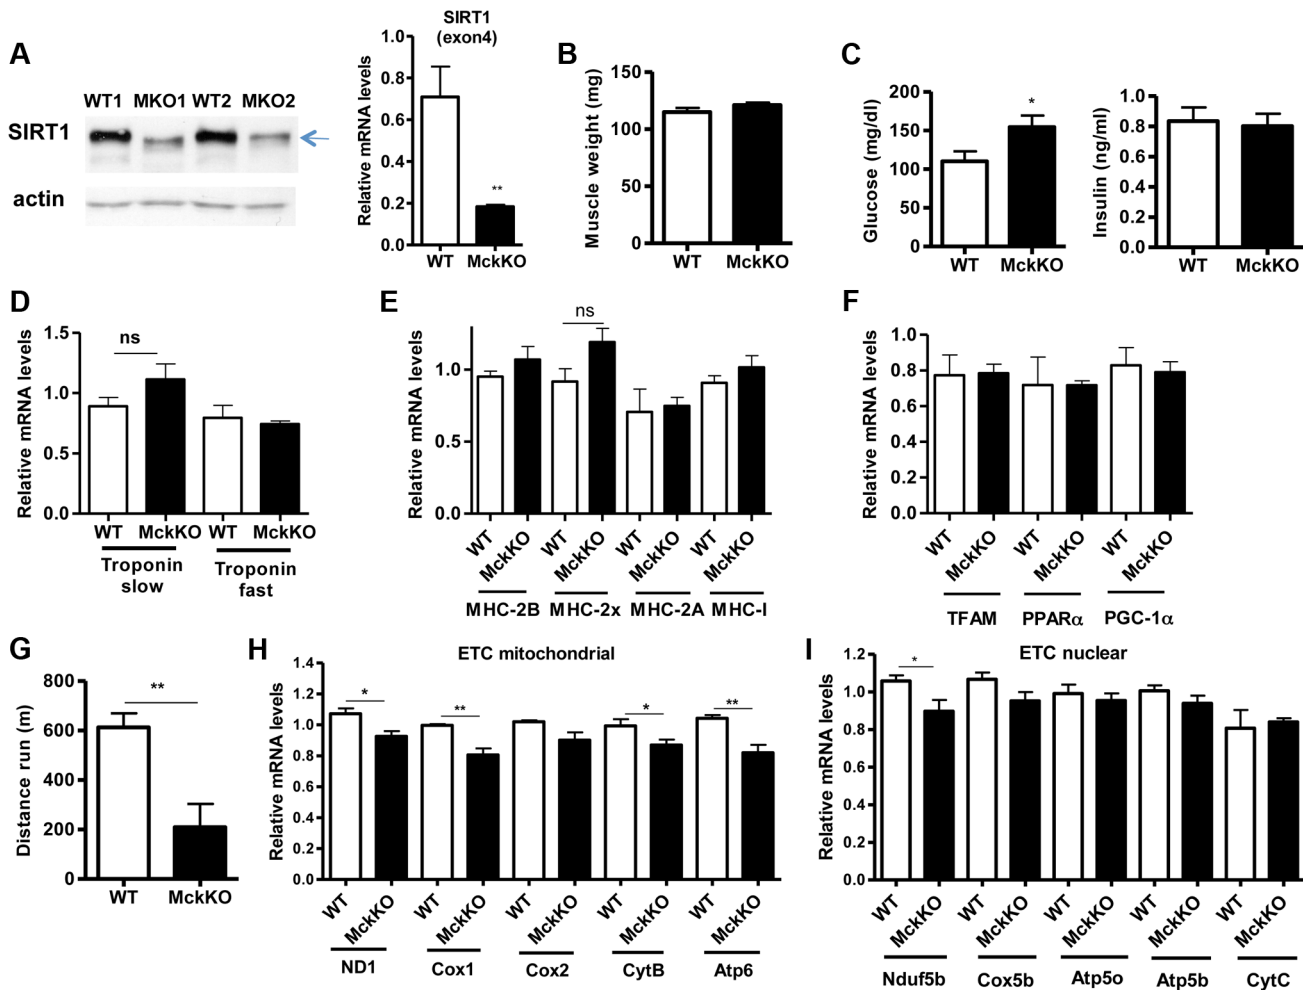 A
WT1 MKO1 WT2 MKO2
SIRT1
actin
SIRT1
(exon4)
Relative mRNA levels
1.0
0.8
0.6
0.4
0.2
0.0
**
WT MckKO
B
Muscle weight (mg)
150
100
50
0
WT MckKO
C
Glucose (mg/dl)
200
150
100
50
0
*
WT MckKO
Insulin (ng/ml)
1.0
0.8
0.6
0.4
0.2
0.0
WT MckKO
D
Relative mRNA levels
1.5
1.0
0.5
0.0
ns
WT MckKO WT MckKO
Troponin
slow
Troponin
fast
E
Relative mRNA levels
1.0
0.5
0.0
ns
WT MckKO WT MckKO WT MckKO WT MckKO
MHC-2B MHC-2x MHC-2A MHC-I
F
Relative mRNA levels
1.0
0.8
0.6
0.4
0.2
0.0
WT MckKO WT MckKO WT MckKO
TFAM PPARα PGC-1α
G
Distance run (m)
800
600
400
200
0
**
WT MckKO
H
ETC mitochondrial
Relative mRNA levels
1.4
1.2
1.0
0.8
0.6
0.4
0.2
0.0
* ** * **
WT MckKO WT MckKO WT MckKO WT MckKO WT MckKO
ND1 Cox1 Cox2 CytB Atp6
I
ETC nuclear
Relative mRNA levels
1.2
1.0
0.8
0.6
0.4
0.2
0.0
*
WT MckKO WT MckKO WT MckKO WT MckKO WT MckKO
Nduf5b Cox5b Atp5o Atp5b CytC